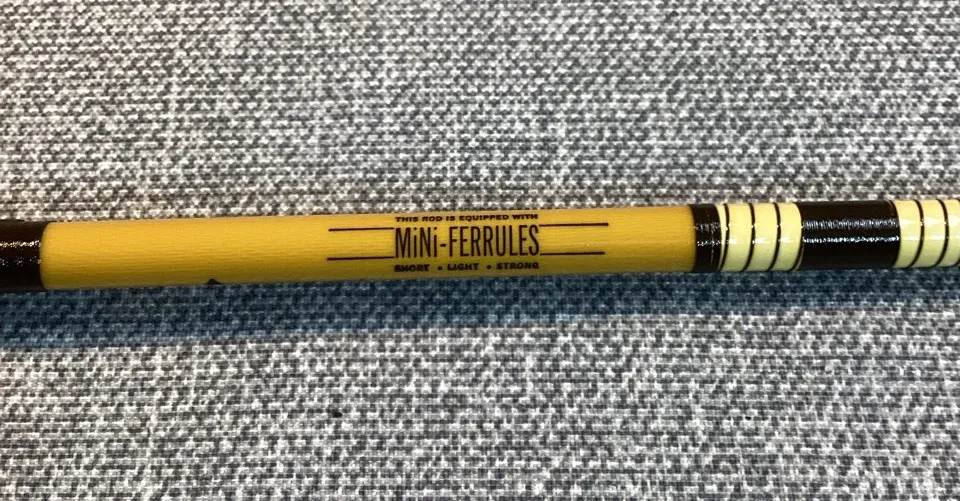 THIS ROD IS EQUIPPED WITH
MiNi-FERRULES
SHORT • LIGHT • STRONG